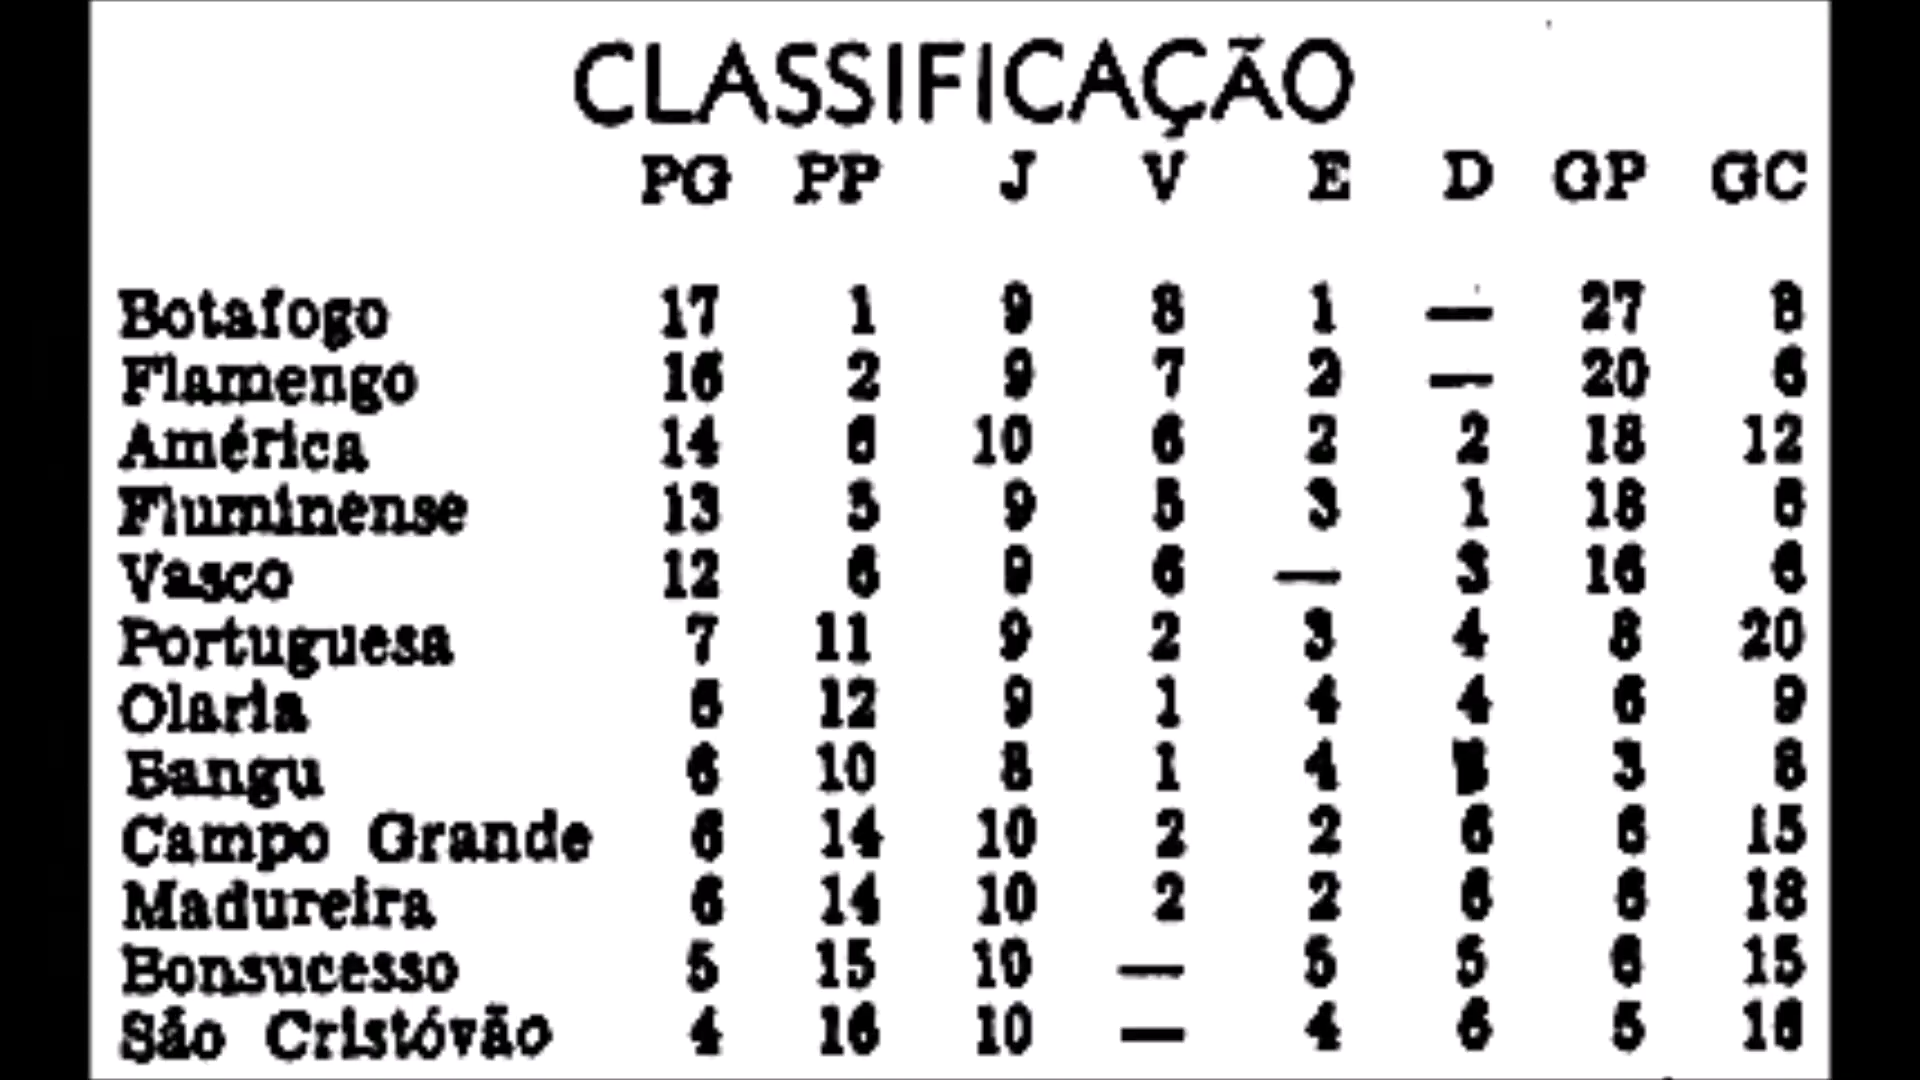 CLASSIFICAÇÃO
PG PP J V E D GP GC
Botafogo 17 1 9 8 1 — 27 8
Flamengo 16 2 9 7 2 — 20 6
América 14 6 10 6 2 2 18 12
Fluminense 13 5 9 5 3 1 18 6
Vasco 12 6 9 6 — 3 16 6
Portuguesa 7 11 9 2 3 4 8 20
Olaria 6 12 9 1 4 4 6 9
Bangu 6 10 8 1 4 3 8
Campo Grande 6 14 10 2 2 6 6 15
Madureira 6 14 10 2 2 6 6 18
Bonsucesso 5 15 10 — 5 5 6 15
São Cristóvão 4 16 10 — 4 6 5 16